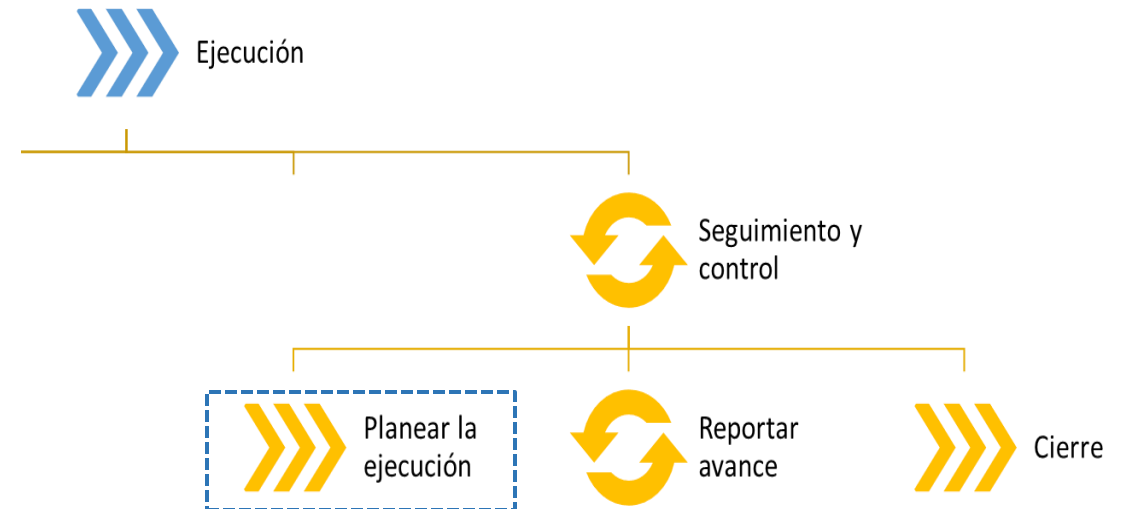 Ejecución
Seguimiento y
control
Planear la
ejecución
Reportar
avance
Cierre